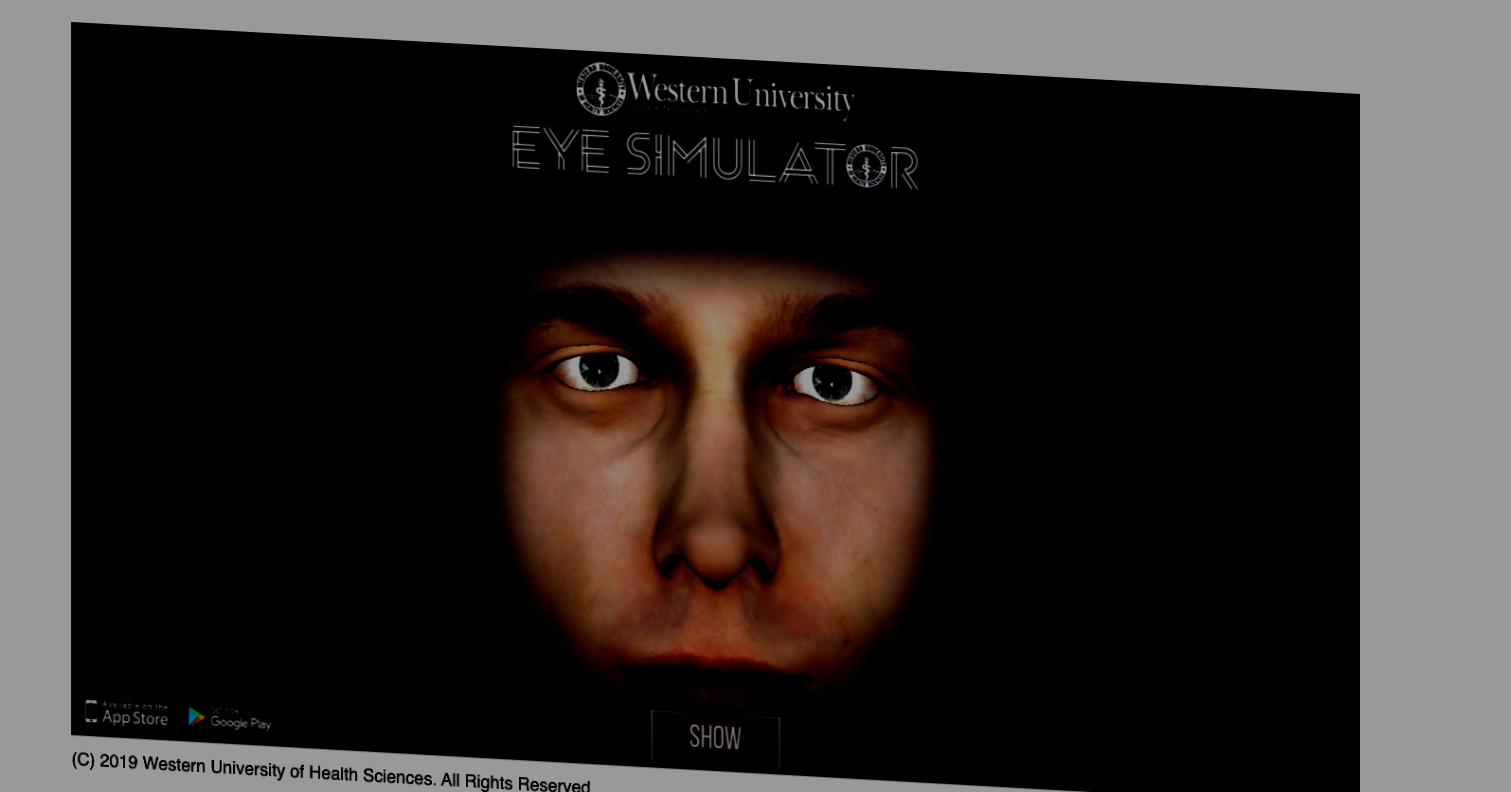 Western University
EYE SIMULATOR
Available on the
App Store
GET IT ON
Google Play
SHOW
(C) 2019 Western University of Health Sciences. All Rights Reserved